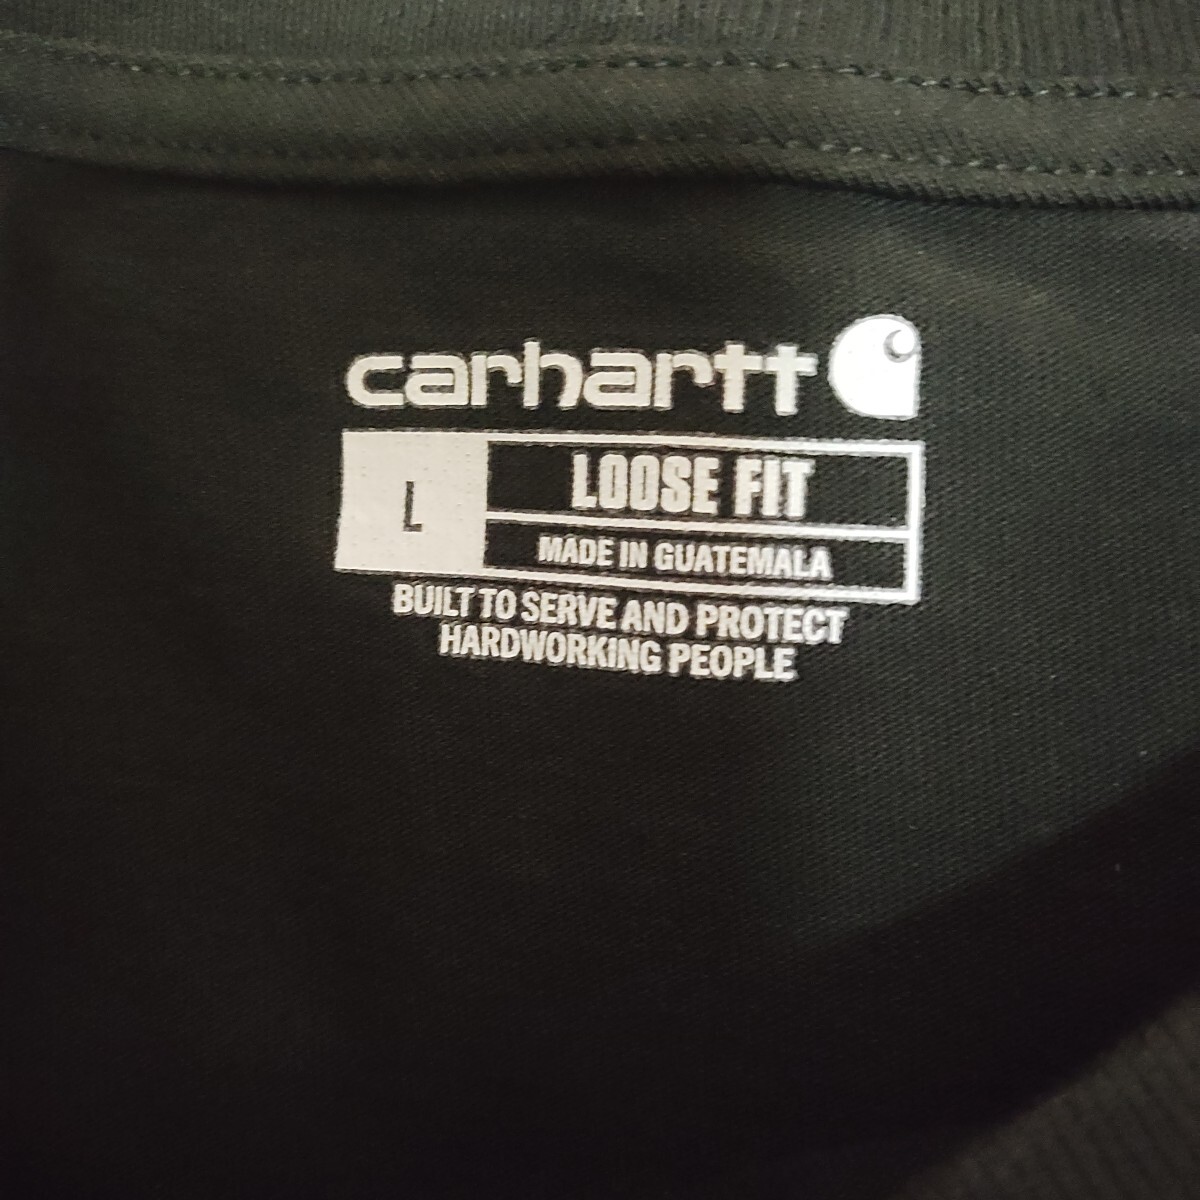 carhartt
L
LOOSE FIT
MADE IN GUATEMALA
BUILT TO SERVE AND PROTECT
HARDWORKING PEOPLE